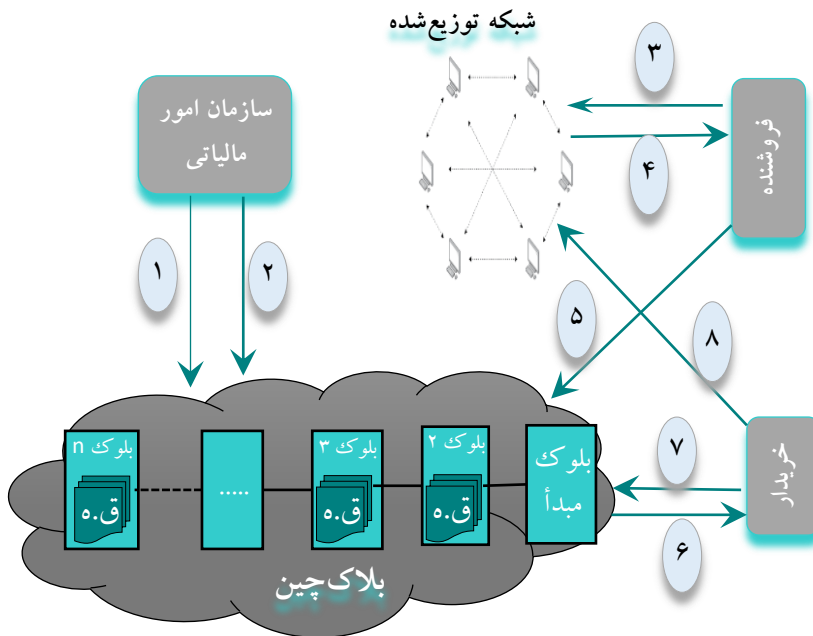 شبکه توزیع‌شده
سازمان امور
مالیاتی
فروشنده
۳
۴
۱
۲
۵
۸
بلوک n
.....
بلوک ۳
بلوک ۲
بلوک
مبدأ
ق.ه
ق.ه
ق.ه
خریدار
۷
۶
بلاک‌چین